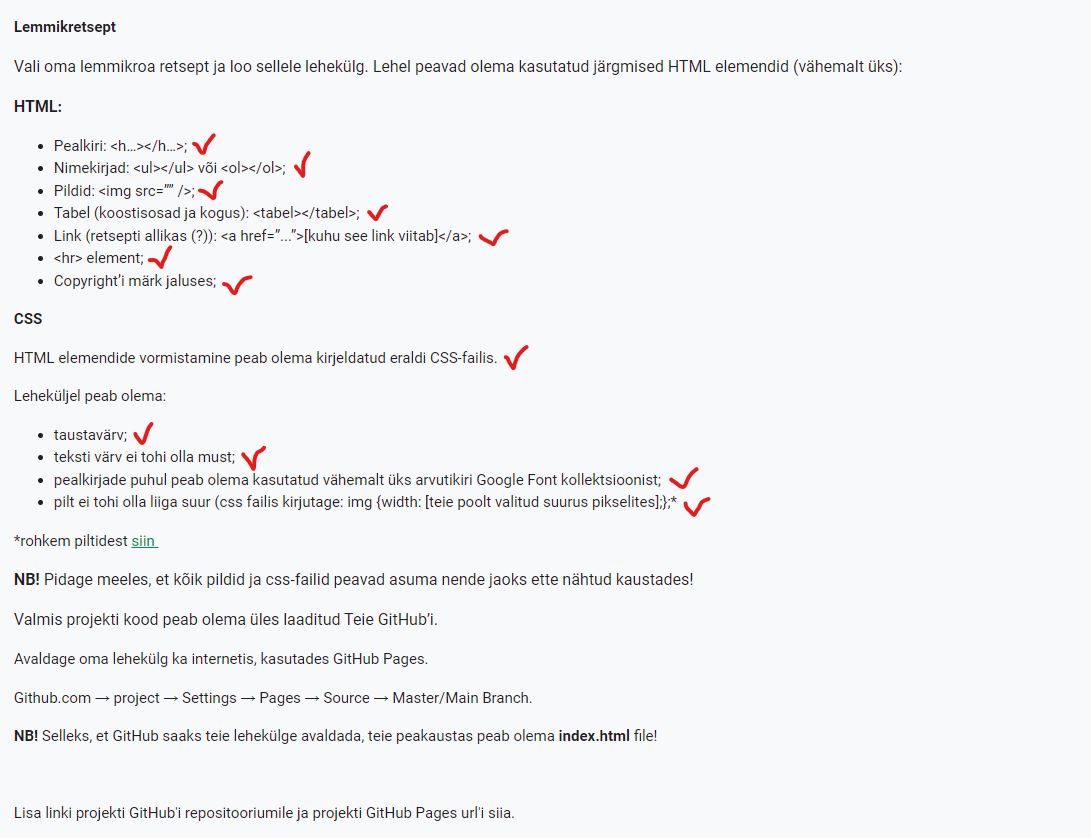 Lemmikretsept
Vali oma lemmikroa retsept ja loo sellele lehekülg. Lehel peavad olema kasutatud järgmised HTML elemendid (vähemalt üks):
HTML:
• Pealkiri: <h…></h…>;
• Nimekirjad: <ul></ul> või <ol></ol>;
• Pildid: <img src=”” />;
• Tabel (koostisosad ja kogus): <tabel></tabel>;
• Link (retsepti allikas (?)): <a href=”...”>[kuhu see link viitab]</a>;
• <hr> element;
• Copyright’i märk jaluses;
CSS
HTML elemendide vormistamine peab olema kirjeldatud eraldi CSS-failis.
Leheküljel peab olema:
• taustavärv;
• teksti värv ei tohi olla must;
• pealkirjade puhul peab olema kasutatud vähemalt üks arvutikiri Google Font kollektsioonist;
• pilt ei tohi olla liiga suur (css failis kirjutage: img {width: [teie poolt valitud suurus pikselites];};*
*rohkem piltidest siin
NB! Pidage meeles, et kõik pildid ja css-failid peavad asuma nende jaoks ette nähtud kaustades!
Valmis projekti kood peab olema üles laaditud Teie GitHub’i.
Avaldage oma lehekülg ka internetis, kasutades GitHub Pages.
Github.com → project → Settings → Pages → Source → Master/Main Branch.
NB! Selleks, et GitHub saaks teie lehekülge avaldada, teie peakaustas peab olema index.html file!
Lisa linki projekti GitHub'i repositooriumile ja projekti GitHub Pages url'i siia.